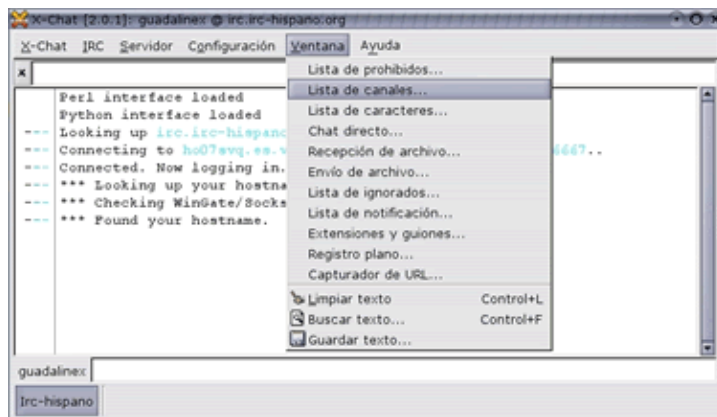 X-Chat [2.0.1]: guadalinex @ irc.irc-hispano.org
X-Chat IRC Servidor Configuración Ventana Ayuda
Lista de prohibidos...
Lista de canales...
Lista de caracteres...
Chat directo...
Recepción de archivo...
Envío de archivo...
Lista de ignorados...
Lista de notificación...
Extensiones y guiones...
Registro plano...
Capturador de URL...
Limpiar texto Control+L
Buscar texto... Control+F
Guardar texto...
Perl interface loaded
Python interface loaded
--- Looking up irc.irc-hispano
--- Connecting to 6667..
--- Connected. Now logging in.
--- *** Looking up your hostna
--- *** Checking WinGate/Socks
--- *** Found your hostname.
guadalinex
Irc-hispano